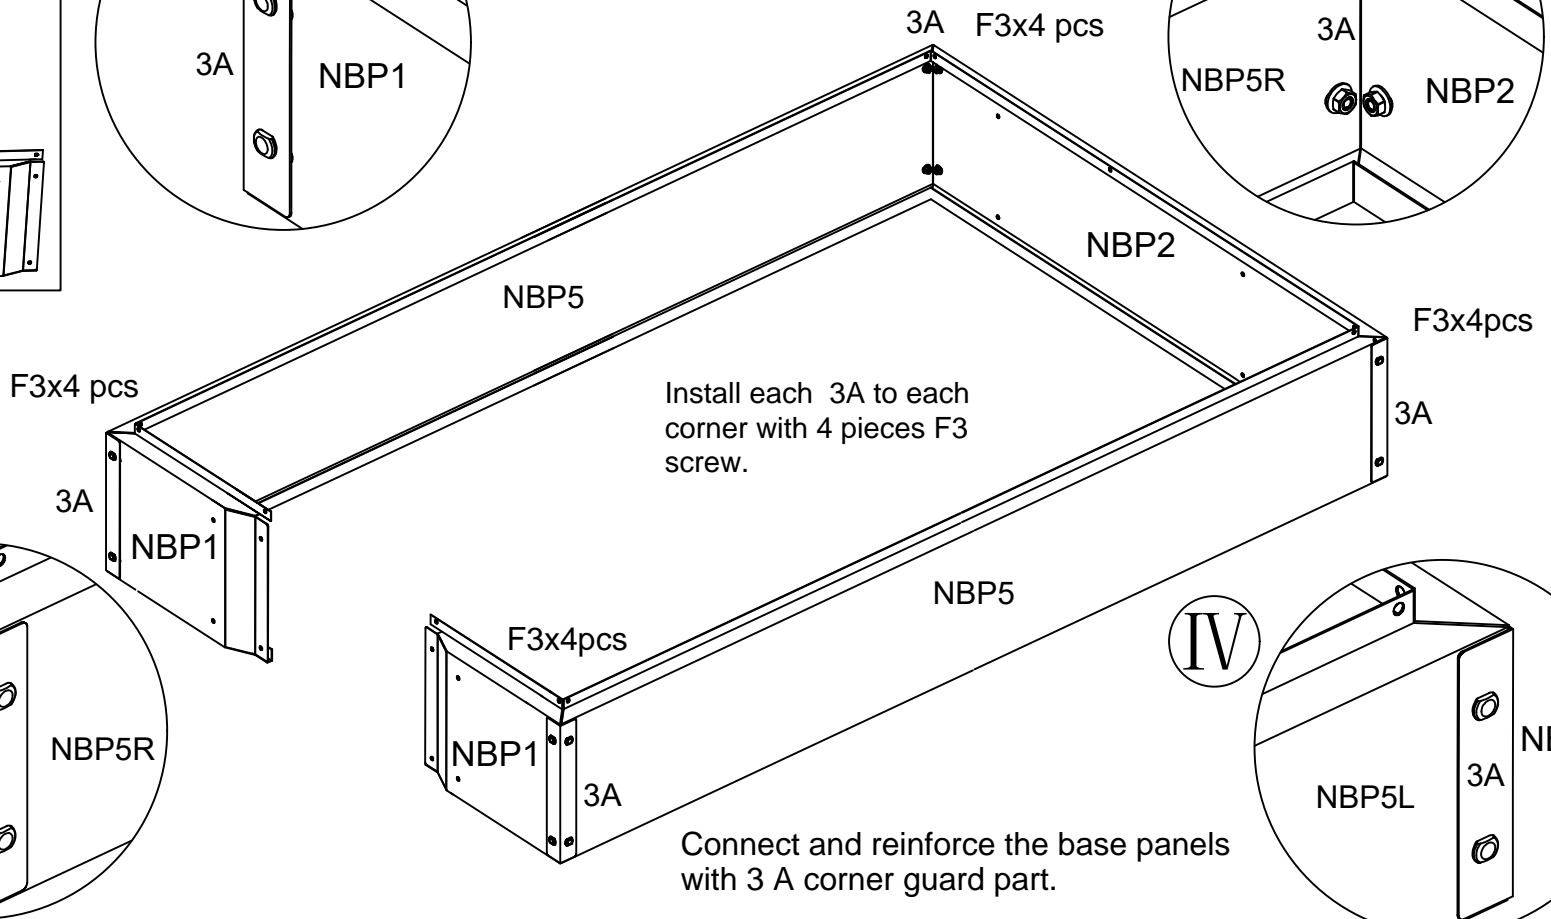 3A F3x4 pcs
3A
3A
NBP1
NBP5R
NBP2
NBP2
NBP5
F3x4pcs
F3x4 pcs
Install each 3A to each
corner with 4 pieces F3
screw.
3A
3A
NBP1
NBP5
F3x4pcs
IV
NBP5R
NBP1
3A
NBP5L
3A
Connect and reinforce the base panels
with 3 A corner guard part.